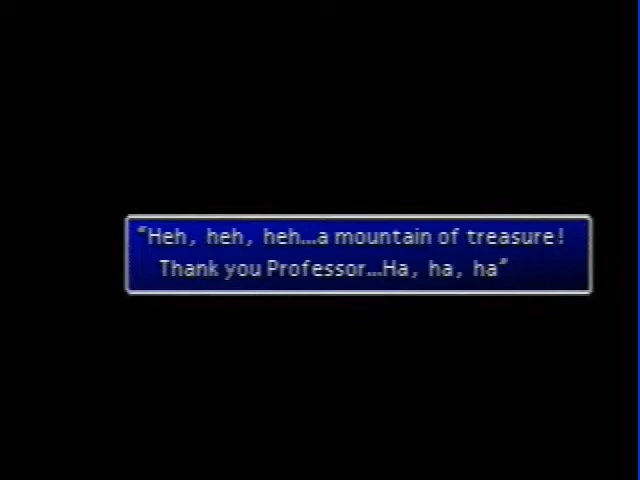 “Heh, heh, heh...a mountain of treasure!
Thank you Professor...Ha, ha, ha”